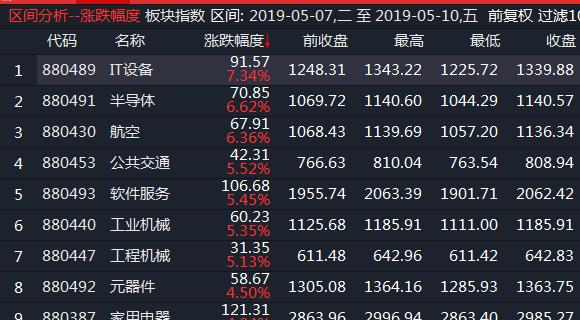 区间分析--涨跌幅度 板块指数 区间: 2019-05-07,二 至 2019-05-10,五 前复权 过滤10
代码 名称 涨跌幅度↓ 前收盘 最高 最低 收盘
1 880489 IT设备 91.57 7.34% 1248.31 1343.22 1225.72 1339.88
2 880491 半导体 70.85 6.62% 1069.72 1140.60 1044.29 1140.57
3 880430 航空 67.91 6.36% 1068.43 1139.69 1057.20 1136.34
4 880453 公共交通 42.31 5.52% 766.63 810.04 763.54 808.94
5 880493 软件服务 106.68 5.45% 1955.74 2063.39 1901.71 2062.42
6 880440 工业机械 60.23 5.35% 1125.68 1185.91 1111.00 1185.91
7 880447 工程机械 31.35 5.13% 611.48 642.96 611.42 642.83
8 880492 元器件 58.67 4.50% 1305.08 1364.16 1285.93 1363.75
9 880387 家用电器 121.31 2863.96 2996.94 2863.40 2985.27